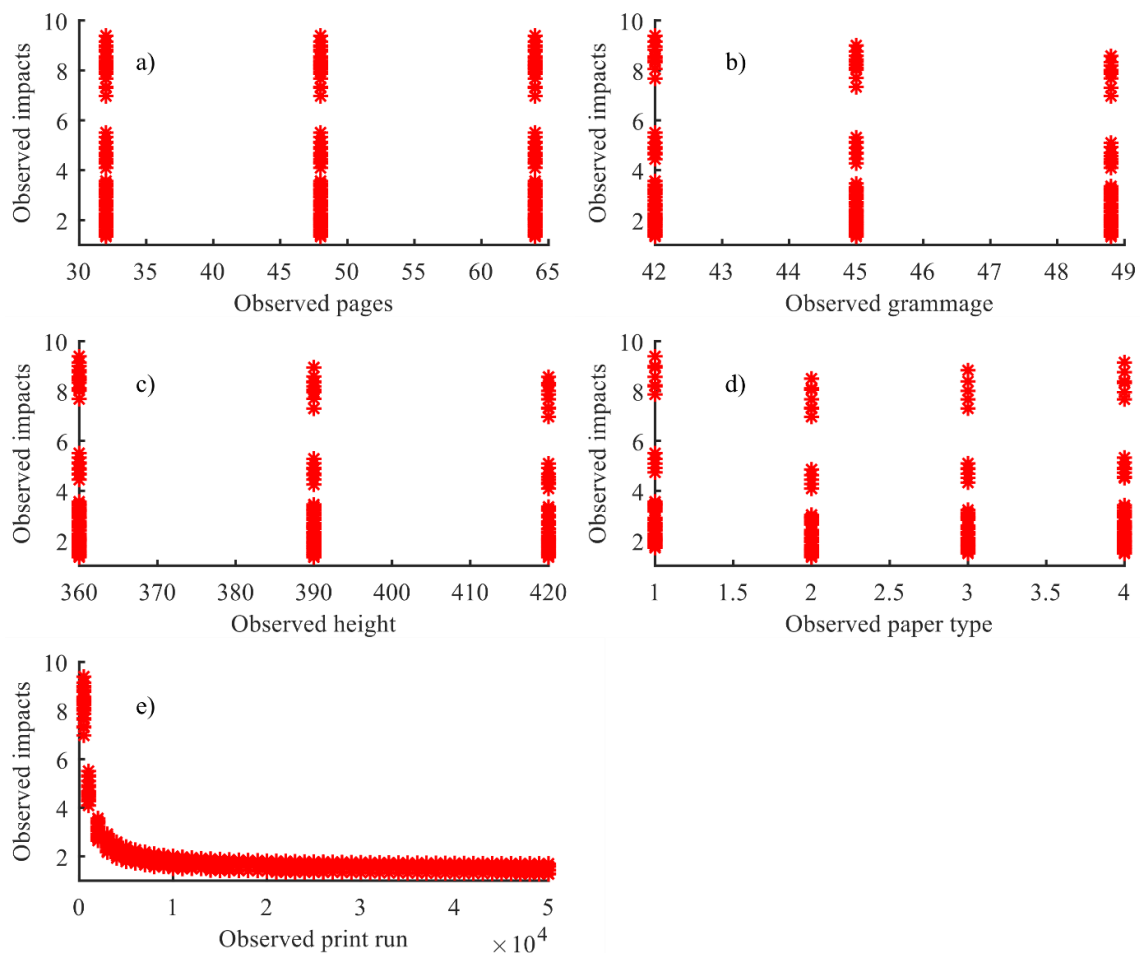 10
8
6
4
2
Observed impacts
a)
30 35 40 45 50 55 60 65
Observed pages
10
8
6
4
2
Observed impacts
b)
42 43 44 45 46 47 48 49
Observed grammage
10
8
6
4
2
Observed impacts
c)
360 370 380 390 400 410 420
Observed height
10
8
6
4
2
Observed impacts
d)
1 1.5 2 2.5 3 3.5 4
Observed paper type
10
8
6
4
2
Observed impacts
e)
0 1 2 3 4 5
Observed print run
×10⁴